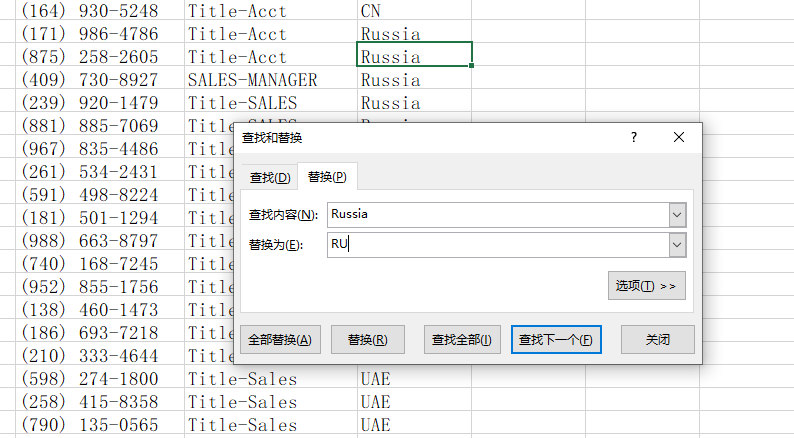 (164) 930-5248 Title-Acct CN
(171) 986-4786 Title-Acct Russia
(875) 258-2605 Title-Acct Russia
(409) 730-8927 SALES-MANAGER Russia
(239) 920-1479 Title-SALES Russia
(881) 885-7069 Title-SALES
(967) 835-4486 Title
(261) 534-2431 Title
(591) 498-8224 Title
(181) 501-1294 Title
(988) 663-8797 Title
(740) 168-7245 Title
(952) 855-1756 Title
(138) 460-1473 Title
(186) 693-7218 Title
(210) 333-4644 Title
(598) 274-1800 Title-Sales UAE
(258) 415-8358 Title-Sales UAE
(790) 135-0565 Title-Sales UAE
查找和替换 ?
查找(D) 替换(P)
查找内容(N): Russia
替换为(E): RU
选项(T) >>
全部替换(A) 替换(R) 查找全部(I) 查找下一个(F) 关闭